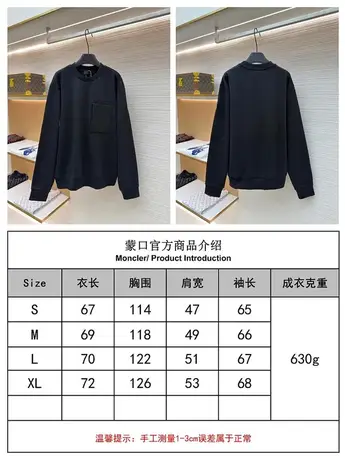 蒙口官方商品介绍
Moncler/ Product Introduction
Size 衣长 胸围 肩宽 袖长 成衣克重
S 67 114 47 65
M 69 118 49 66
L 70 122 51 67 630g
XL 72 126 53 68
温馨提示：手工测量1-3cm误差属于正常